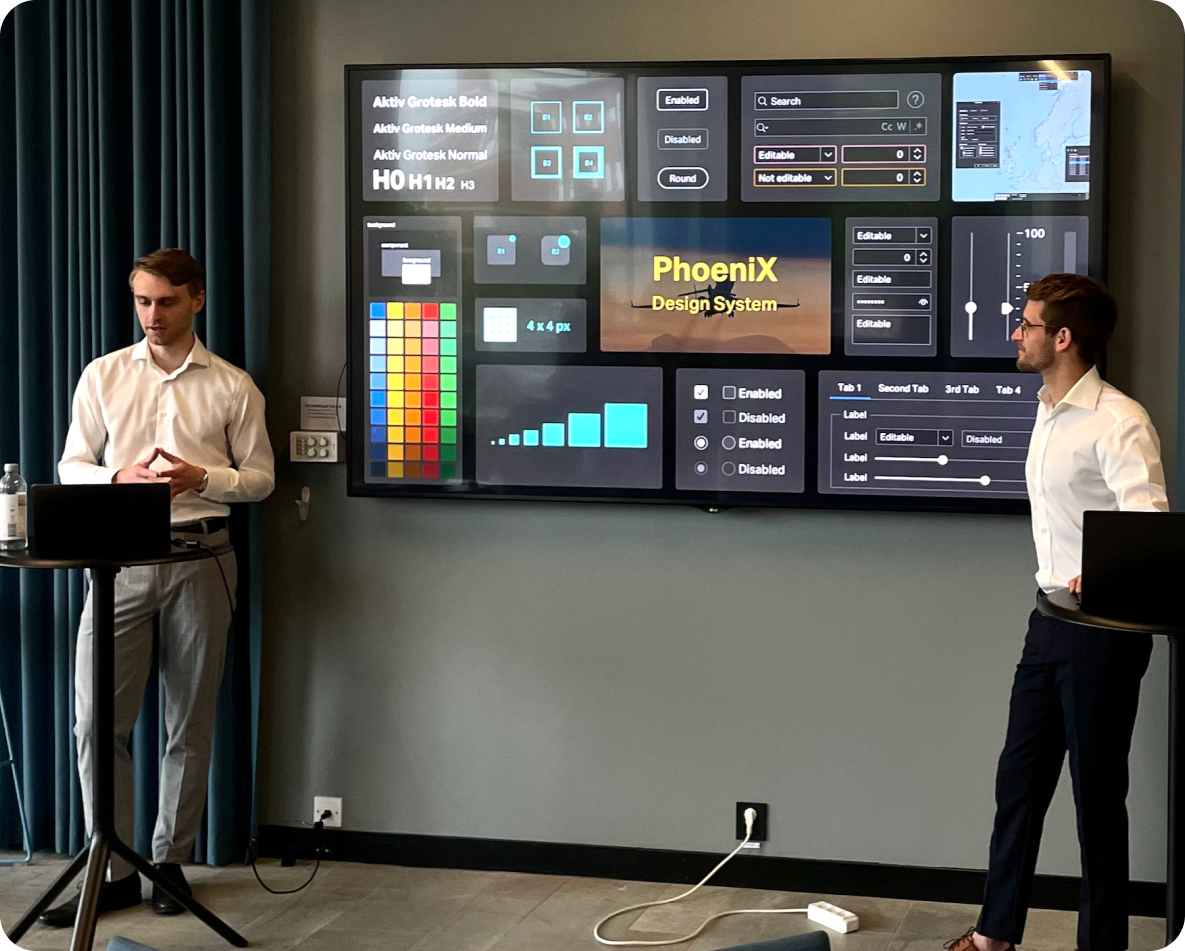 Aktiv Grotesk Bold
Aktiv Grotesk Medium
Aktiv Grotesk Normal
H0 H1 H2 H3
B1 B2
B3 B4
Enabled
Disabled
Round
Search ?
Cc W .*
Editable 0
Not editable 0
background
component
foreground
R1 R2
4 x 4 px
PhoeniX
Design System
Editable
0
Editable
Editable
-100
Enabled
Disabled
Enabled
Disabled
Tab 1 Second Tab 3rd Tab Tab 4
Label
Label Editable Disabled
Label
Label